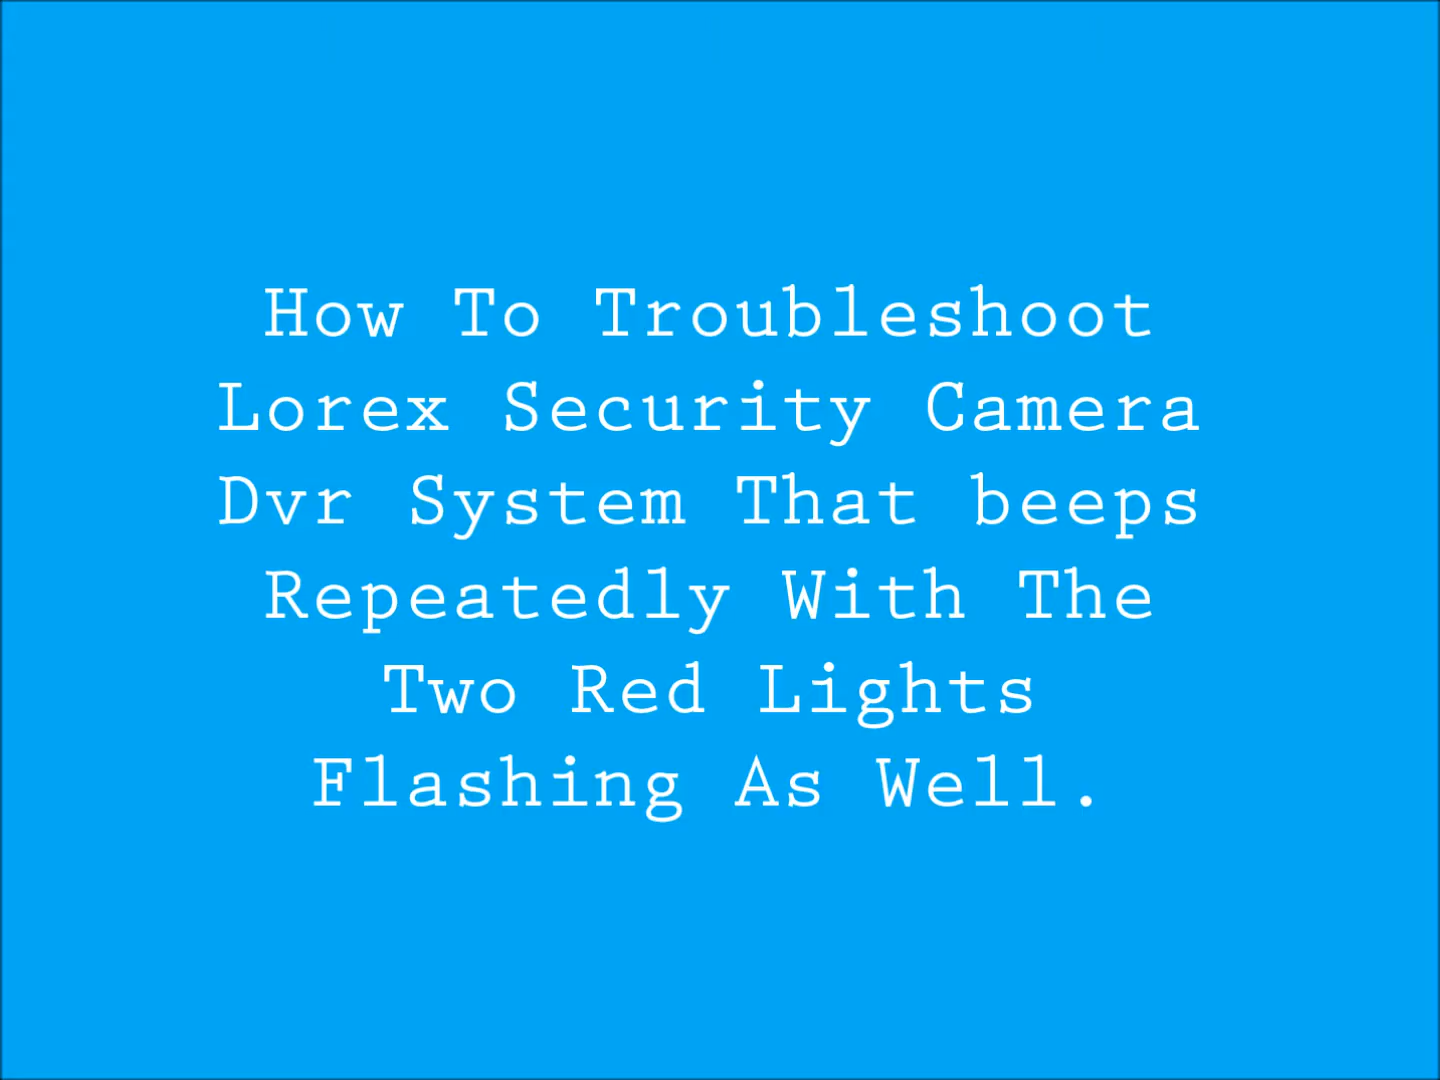 How To Troubleshoot
Lorex Security Camera
Dvr System That beeps
Repeatedly With The
Two Red Lights
Flashing As Well.